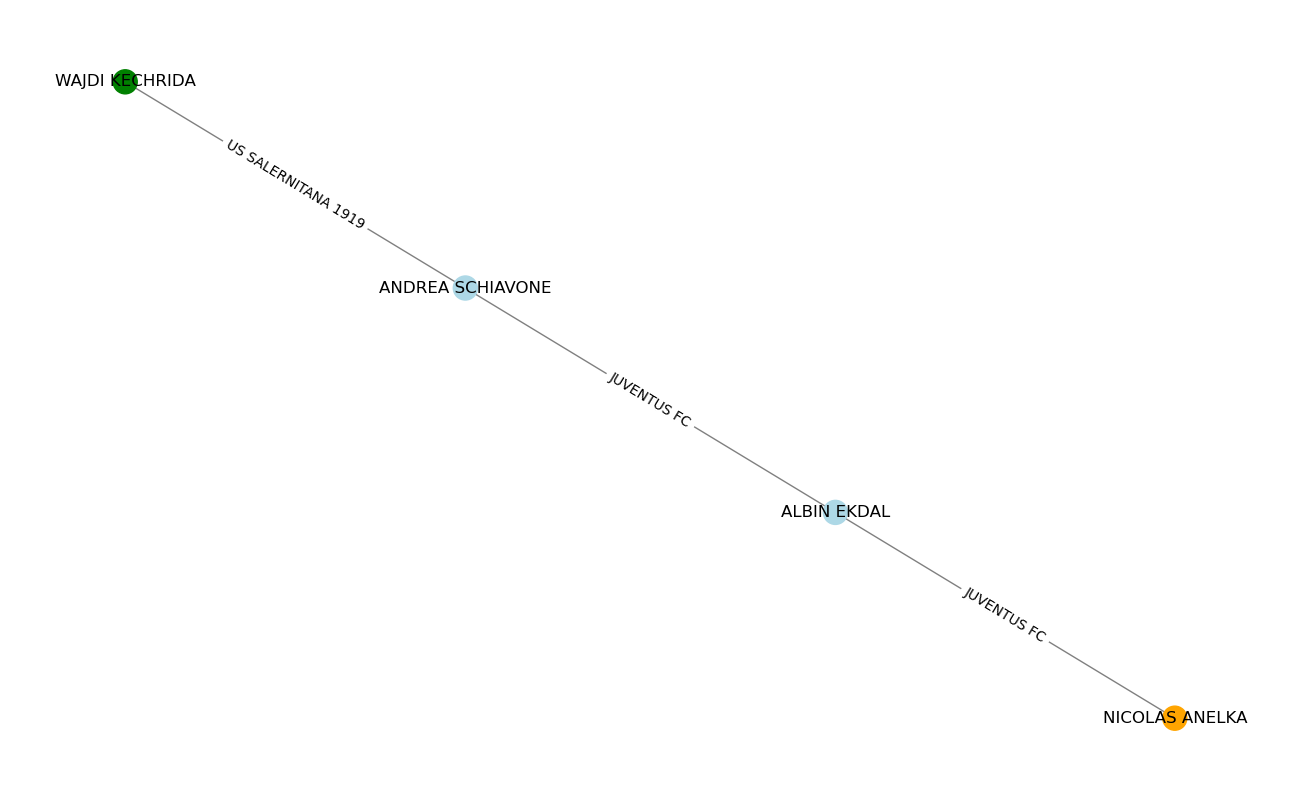 WAJDI KECHRIDA
US SALERNITANA 1919
ANDREA SCHIAVONE
JUVENTUS FC
ALBIN EKDAL
JUVENTUS FC
NICOLAS ANELKA